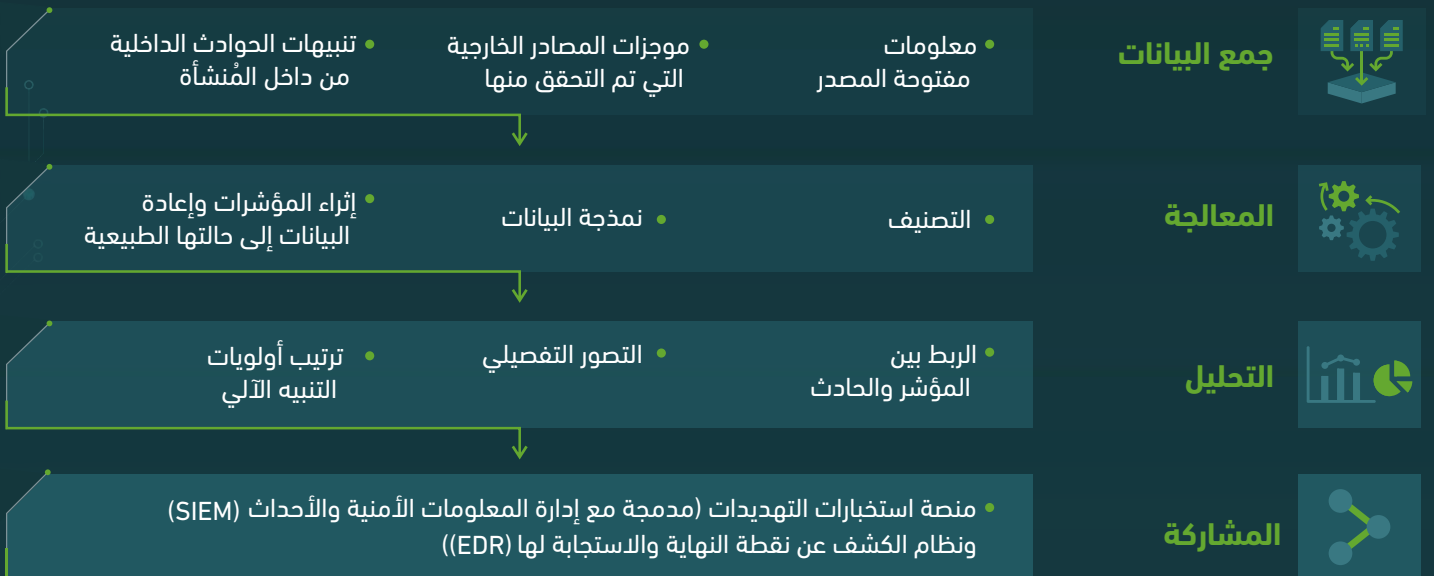 جمع البيانات
معلومات
مفتوحة المصدر
موجزات المصادر الخارجية
التي تم التحقق منها
تنبيهات الحوادث الداخلية
من داخل المُنشأة
المعالجة
التصنيف
نمذجة البيانات
إثراء المؤشرات وإعادة
البيانات إلى حالتها الطبيعية
التحليل
الربط بين
المؤشر والحادث
التصور التفصيلي
ترتيب أولويات
التنبيه الآلي
المشاركة
منصة استخبارات التهديدات (مدمجة مع إدارة المعلومات الأمنية والأحداث (SIEM)
ونظام الكشف عن نقطة النهاية والاستجابة لها (EDR))